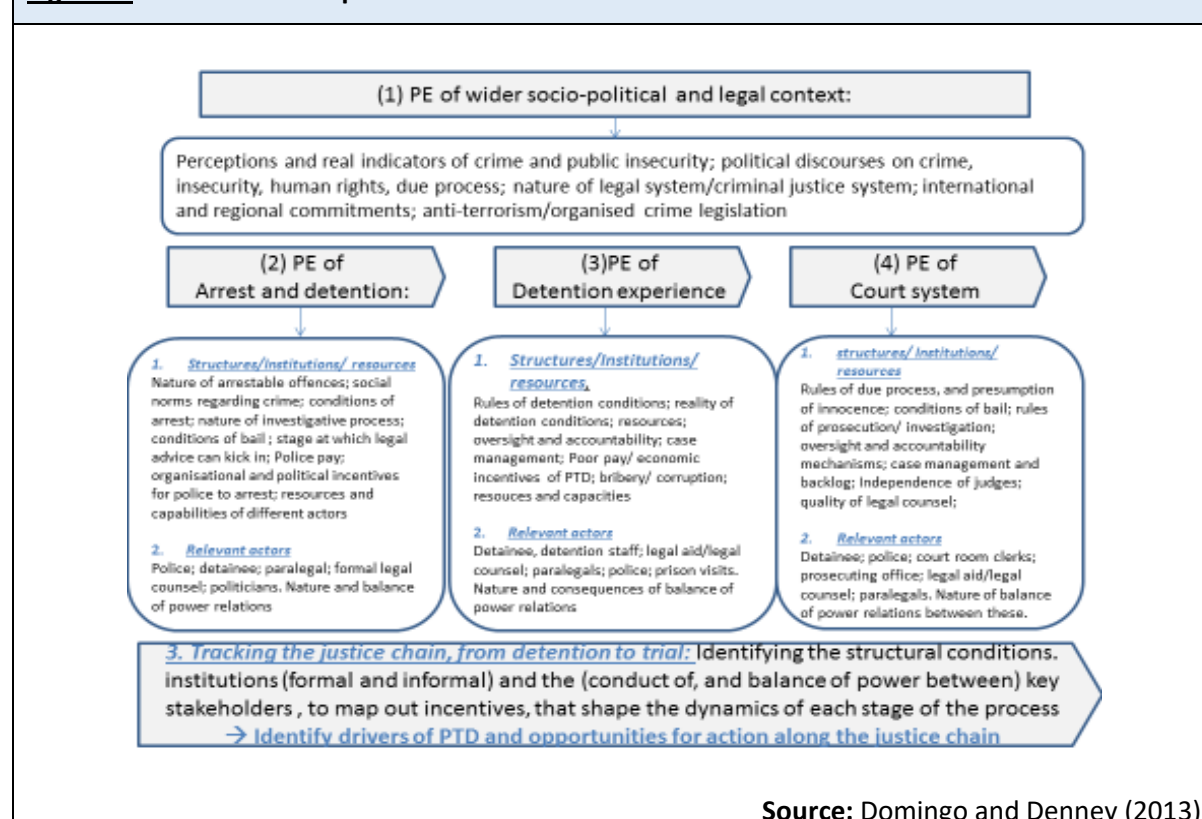 (1) PE of wider socio-political and legal context:
Perceptions and real indicators of crime and public insecurity; political discourses on crime,
insecurity, human rights, due process; nature of legal system/criminal justice system; international
and regional commitments; anti-terrorism/organised crime legislation
(2) PE of
Arrest and detention:
(3)PE of
Detention experience
(4) PE of
Court system
1. Structures/Institutions/ resources
Nature of arrestable offences; social
norms regarding crime; conditions of
arrest; nature of investigative process;
conditions of bail ; stage at which legal
advice can kick in; Police pay;
organisational and political incentives
for police to arrest; resources and
capabilities of different actors
2. Relevant actors
Police; detainee; paralegal; formal legal
counsel; politicians. Nature and balance
of power relations
1. Structures/Institutions/
resources,
Rules of detention conditions; reality of
detention conditions; resources;
oversight and accountability; case
management; Poor pay/ economic
incentives of PTD; bribery/ corruption;
resouces and capacities
2. Relevant actors
Detainee, detention staff; legal aid/legal
counsel; paralegals; police; prison visits.
Nature and consequences of balance of
power relations
1. structures/ Institutions/
resources
Rules of due process, and presumption
of innocence; conditions of bail; rules
of prosecution/ investigation;
oversight and accountability
mechanisms; case management and
backlog; Independence of judges;
quality of legal counsel;
2. Relevant actors
Detainee; police; court room clerks;
prosecuting office; legal aid/legal
counsel; paralegals. Nature of balance
of power relations between these.
3. Tracking the justice chain, from detention to trial: Identifying the structural conditions.
institutions (formal and informal) and the (conduct of, and balance of power between) key
stakeholders , to map out incentives, that shape the dynamics of each stage of the process
→ Identify drivers of PTD and opportunities for action along the justice chain
Source: Domingo and Denney (2013)